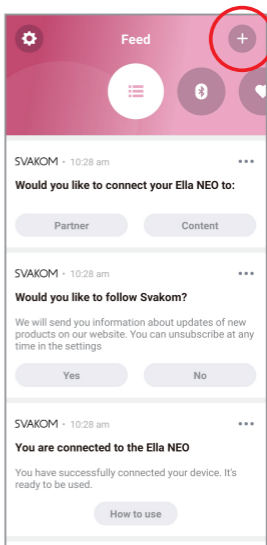 Feed
SVAKOM • 10:28 am
Would you like to connect your Ella NEO to:
Partner Content
SVAKOM • 10:28 am
Would you like to follow Svakom?
We will send you information about updates of new
products on our website. You can unsubscribe at any
time in the settings
Yes No
SVAKOM • 10:28 am
You are connected to the Ella NEO
You have successfully connected your device. It's
ready to be used.
How to use